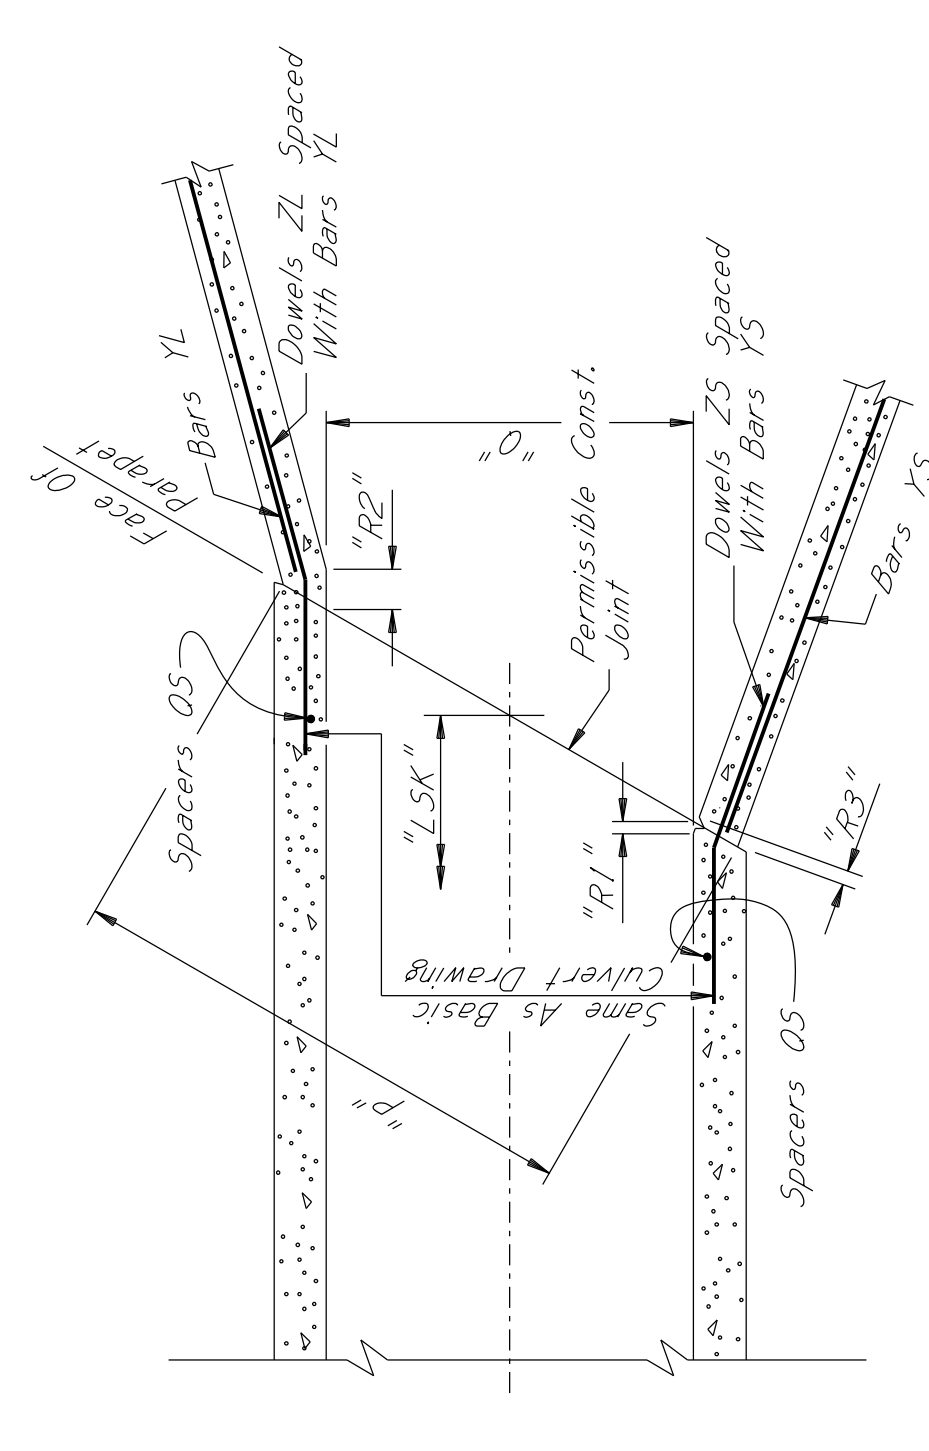 Face Of
Parapet
Bars YL
Dowels ZL Spaced
With Bars YL
"O"
"R2"
Permissible Const.
Joint
Dowels ZS Spaced
With Bars YS
Bars YS
Spacers QS
"LSK"
"R1"
"R3"
Same As Basic
Culvert Drawing
"P"
Spacers QS